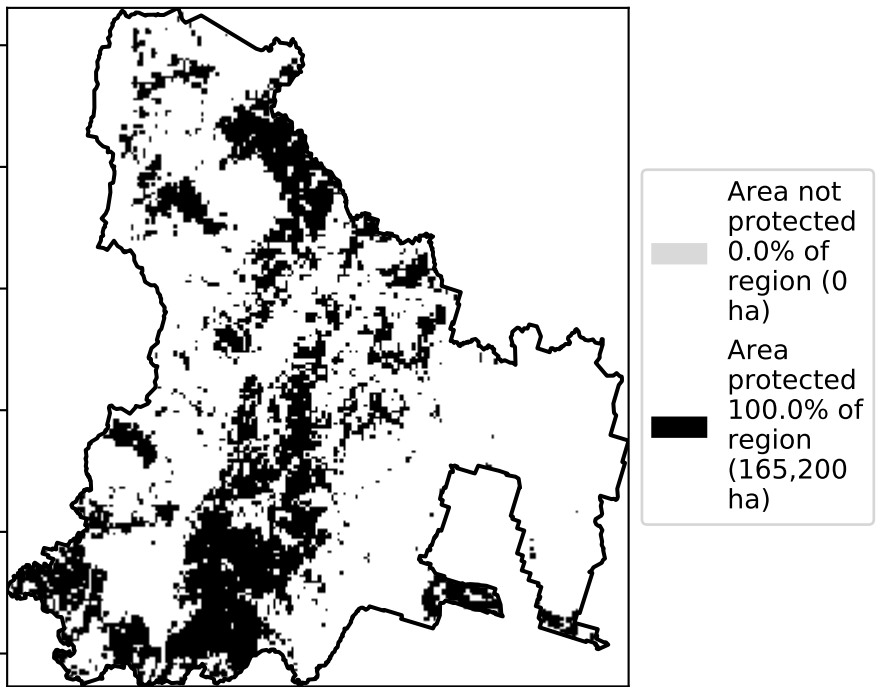 Area not
protected
0.0% of
region (0
ha)
Area
protected
100.0% of
region
(165,200
ha)